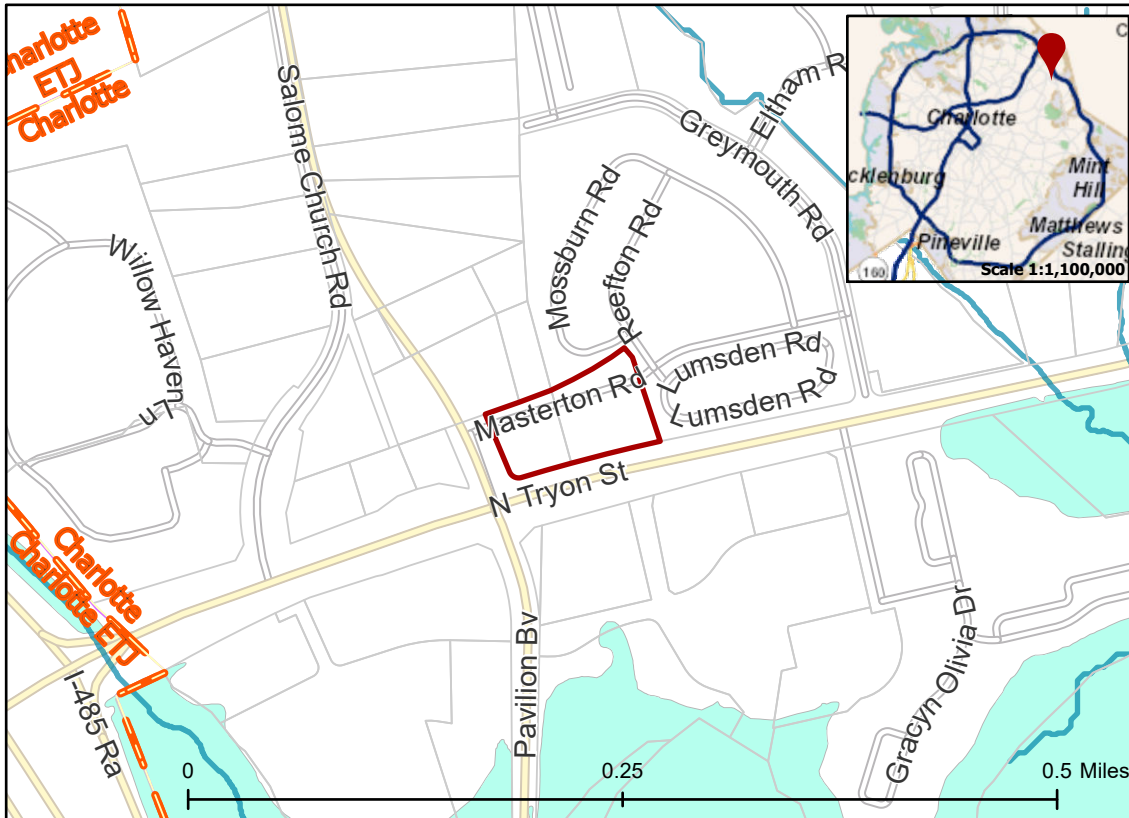 Charlotte
ETJ
Charlotte
Salome Church Rd
Eltham R
Greymouth Rd
Charlotte
cklenburg
Mint
Hill
Matthews
Stalling
Pineville
160
Scale 1:1,100,000
Willow Haven
Ln
Mossburn Rd
Reefton Rd
Lumsden Rd
Lumsden Rd
Masterton Rd
N Tryon St
Charlotte
Charlotte ETJ
I-485 Ra
Pavilion Bv
Gracyn Olivia Dr
0
0.25
0.5 Miles